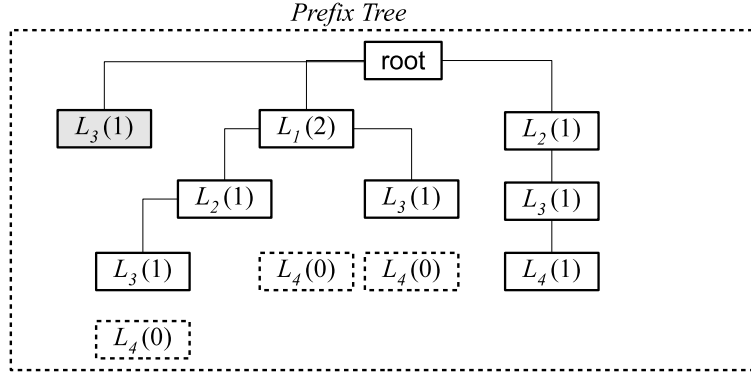 Prefix Tree
root
L3(1) L1(2) L2(1)
L2(1) L3(1) L3(1)
L3(1) L4(0) L4(0) L4(1)
L4(0)